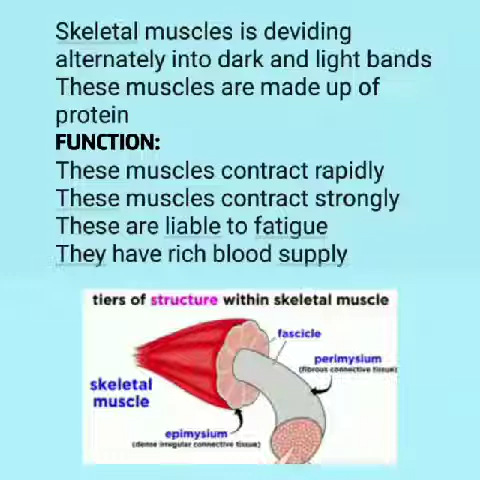 Skeletal muscles is deviding
alternately into dark and light bands
These muscles are made up of
protein
FUNCTION:
These muscles contract rapidly
These muscles contract strongly
These are liable to fatigue
They have rich blood supply
tiers of structure within skeletal muscle
fascicle
perimysium
(fibrous connective tissue)
skeletal
muscle
epimysium
(dense irregular connective tissue)